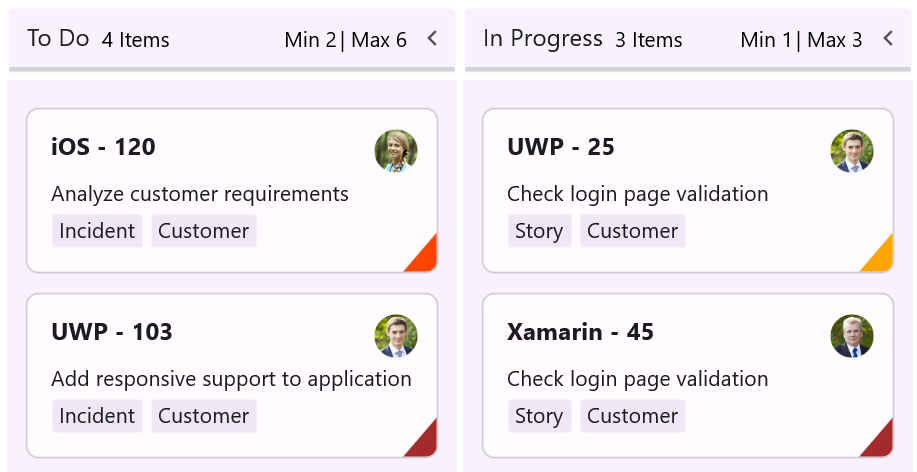 To Do 4 Items Min 2| Max 6
iOS - 120
Analyze customer requirements
Incident Customer
UWP - 103
Add responsive support to application
Incident Customer
In Progress 3 Items Min 1| Max 3
UWP - 25
Check login page validation
Story Customer
Xamarin - 45
Check login page validation
Story Customer